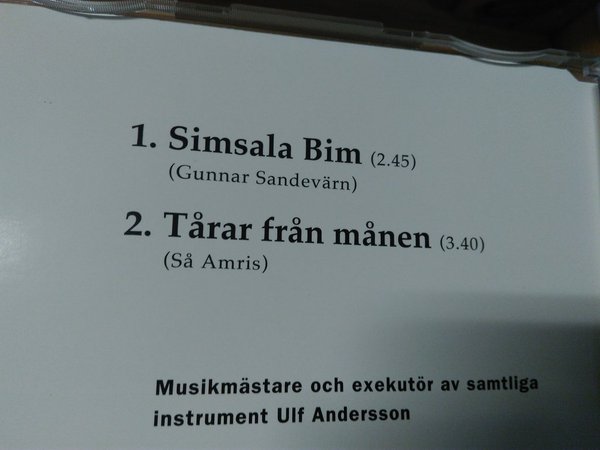 1. Simsala Bim (2.45)
(Gunnar Sandevärn)
2. Tårar från månen (3.40)
(Så Amris)
Musikmästare och exekutör av samtliga
instrument Ulf Andersson